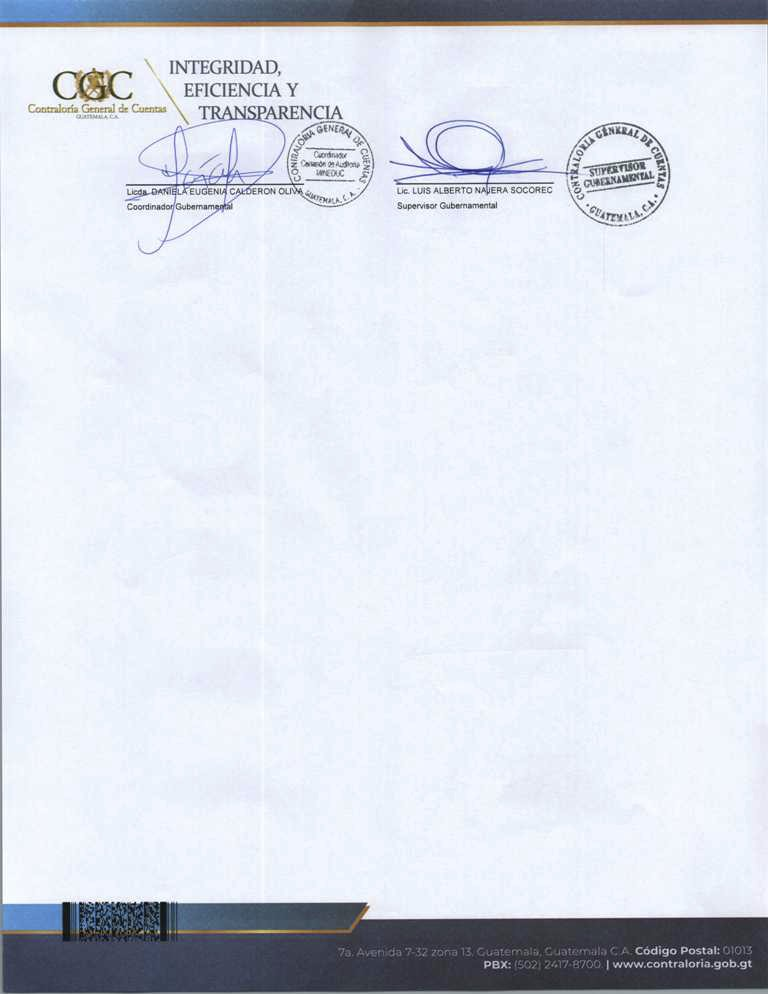 CGC
Contraloría General de Cuentas
GUATEMALA, C.A.
INTEGRIDAD,
EFICIENCIA Y
TRANSPARENCIA
CONTRALORÍA GENERAL DE CUENTAS
Coordinador
Comisión de Auditoría
MINEDUC
GUATEMALA, C.A.
Licda. DANIELA EUGENIA CALDERON OLIVA
Coordinador Gubernamental
Lic. LUIS ALBERTO NAJERA SOCOREC
Supervisor Gubernamental
CONTRALORIA GENERAL DE CUENTAS
SUPERVISOR
GUBERNAMENTAL
GUATEMALA, C.A.
7a. Avenida 7-32 zona 13, Guatemala, Guatemala C.A. Código Postal: 01013
PBX: (502) 2417-8700 | www.contraloria.gob.gt